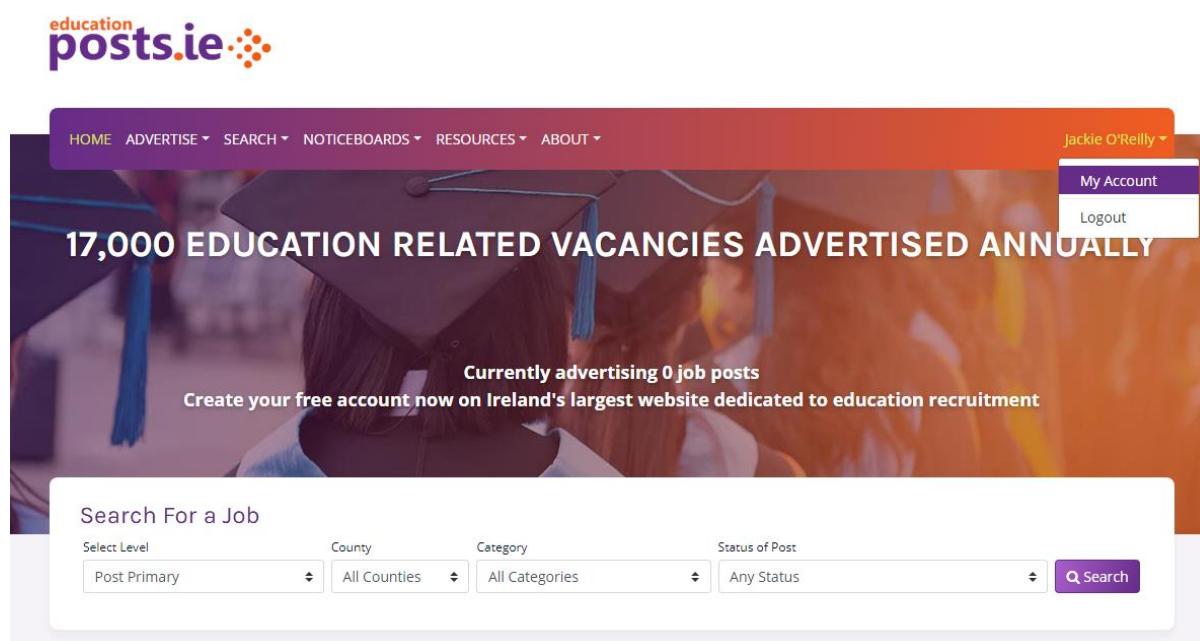 education
posts.ie
HOME ADVERTISE SEARCH NOTICEBOARDS RESOURCES ABOUT Jackie O'Reilly
My Account
Logout
17,000 EDUCATION RELATED VACANCIES ADVERTISED ANNUALLY
Currently advertising 0 job posts
Create your free account now on Ireland's largest website dedicated to education recruitment
Search For a Job
Select Level County Category Status of Post
Post Primary All Counties All Categories Any Status Search